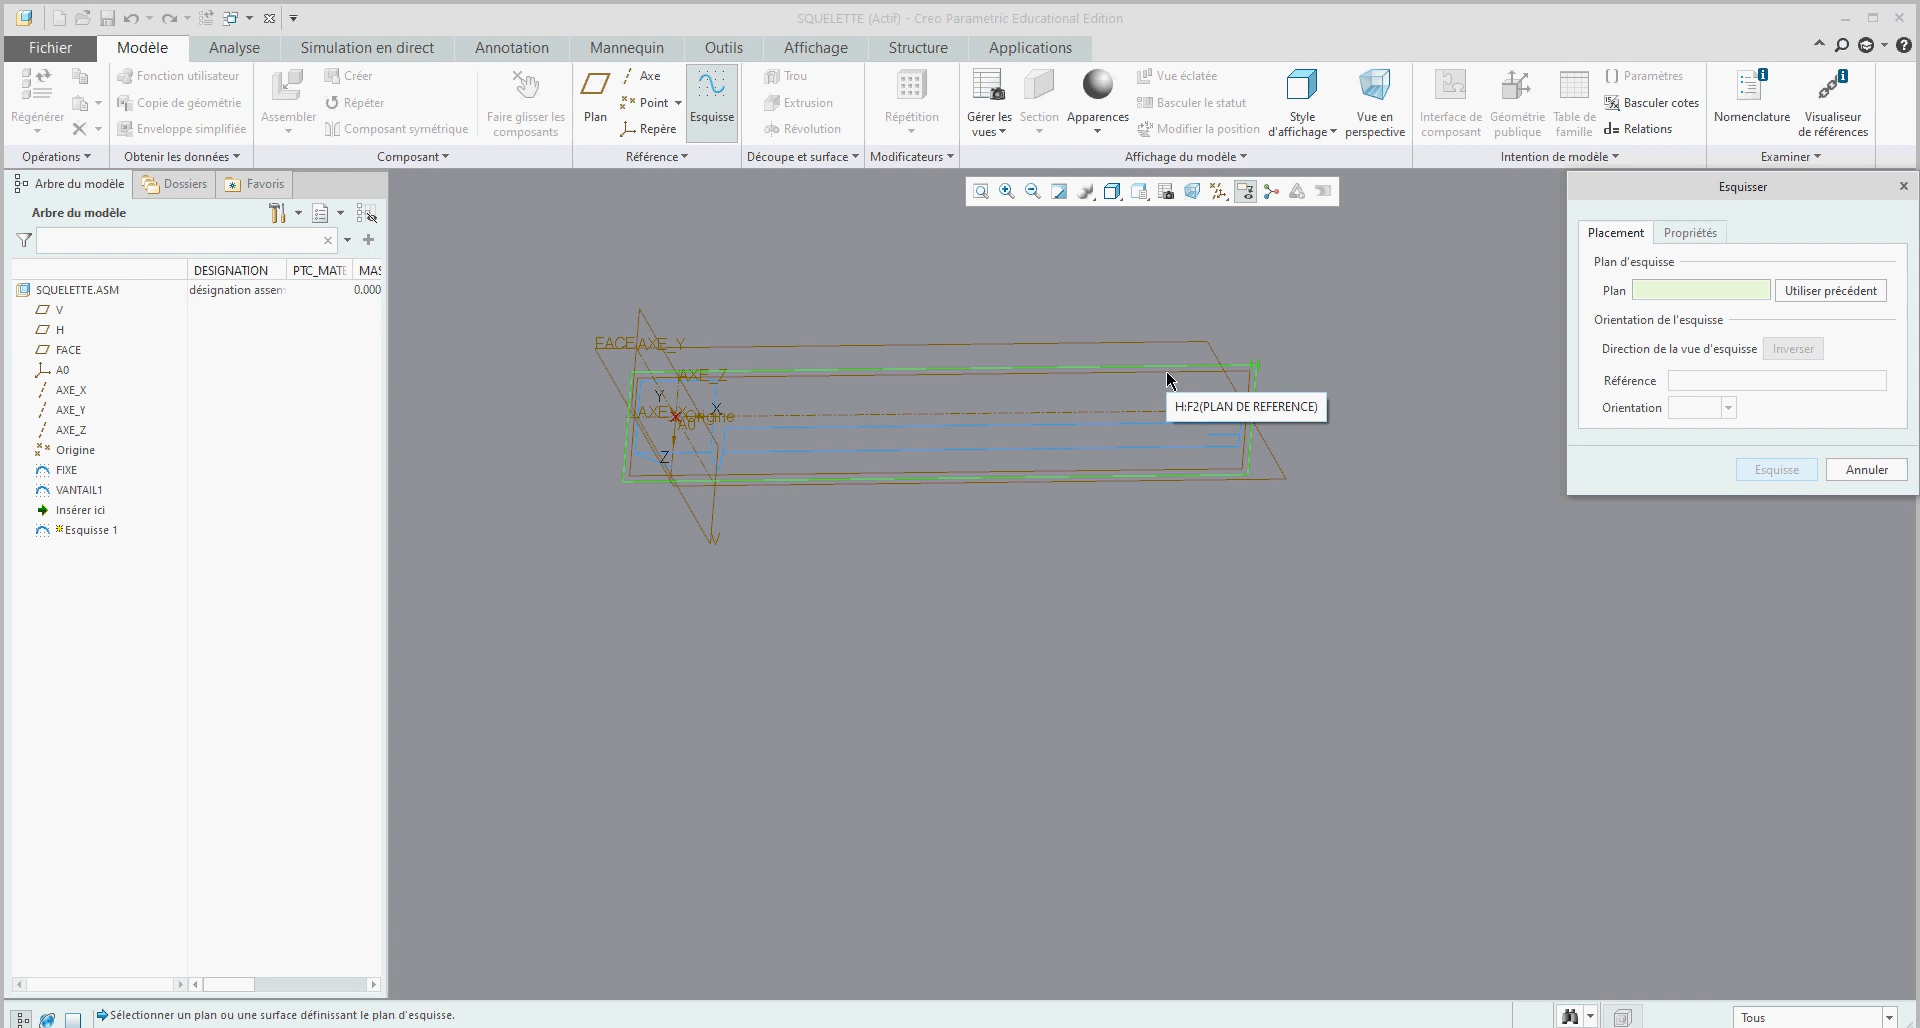 SQUELETTE (Actif) - Creo Parametric Educational Edition
Fichier Modèle Analyse Simulation en direct Annotation Mannequin Outils Affichage Structure Applications
Régénérer
Opérations
Fonction utilisateur
Copie de géométrie
Enveloppe simplifiée
Obtenir les données
Assembler
Créer
Répéter
Composant symétrique
Faire glisser les
composants
Composant
Plan
Axe
Point
Repère
Esquisse
Référence
Trou
Extrusion
Révolution
Découpe et surface
Répétition
Modificateurs
Gérer les
vues
Section
Apparences
Vue éclatée
Basculer le statut
Modifier la position
Style
d'affichage
Vue en
perspective
Affichage du modèle
Interface de
composant
Géométrie
publique
Table de
famille
Paramètres
Basculer cotes
Relations
Intention de modèle
Nomenclature
Visualiseur
de références
Examiner
Arbre du modèle Dossiers Favoris
Arbre du modèle
DESIGNATION PTC_MATE MAS
SQUELETTE.ASM désignation assem 0.000
V
H
FACE
A0
AXE_X
AXE_Y
AXE_Z
Origine
FIXE
VANTAIL1
Insérer ici
Esquisse 1
FACE AXE_Y
AXE_Z
Y
X
AXE_X Origine
A0
Z
V
H
H:F2(PLAN DE REFERENCE)
Esquisser
Placement Propriétés
Plan d'esquisse
Plan Utiliser précédent
Orientation de l'esquisse
Direction de la vue d'esquisse Inverser
Référence
Orientation
Esquisse Annuler
Sélectionner un plan ou une surface définissant le plan d'esquisse.
Tous